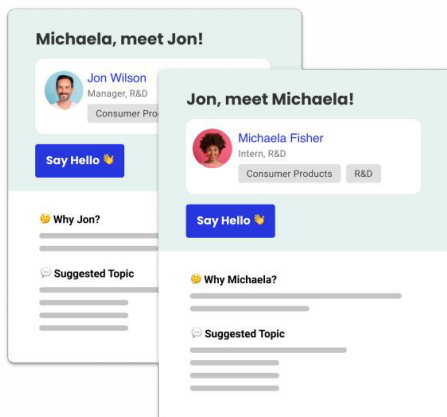 Michaela, meet Jon!
Jon Wilson
Manager, R&D
Consumer
Say Hello 👋
🤔 Why Jon?
💬 Suggested Topic
Jon, meet Michaela!
Michaela Fisher
Intern, R&D
Consumer Products R&D
Say Hello 👋
🤔 Why Michaela?
💬 Suggested Topic